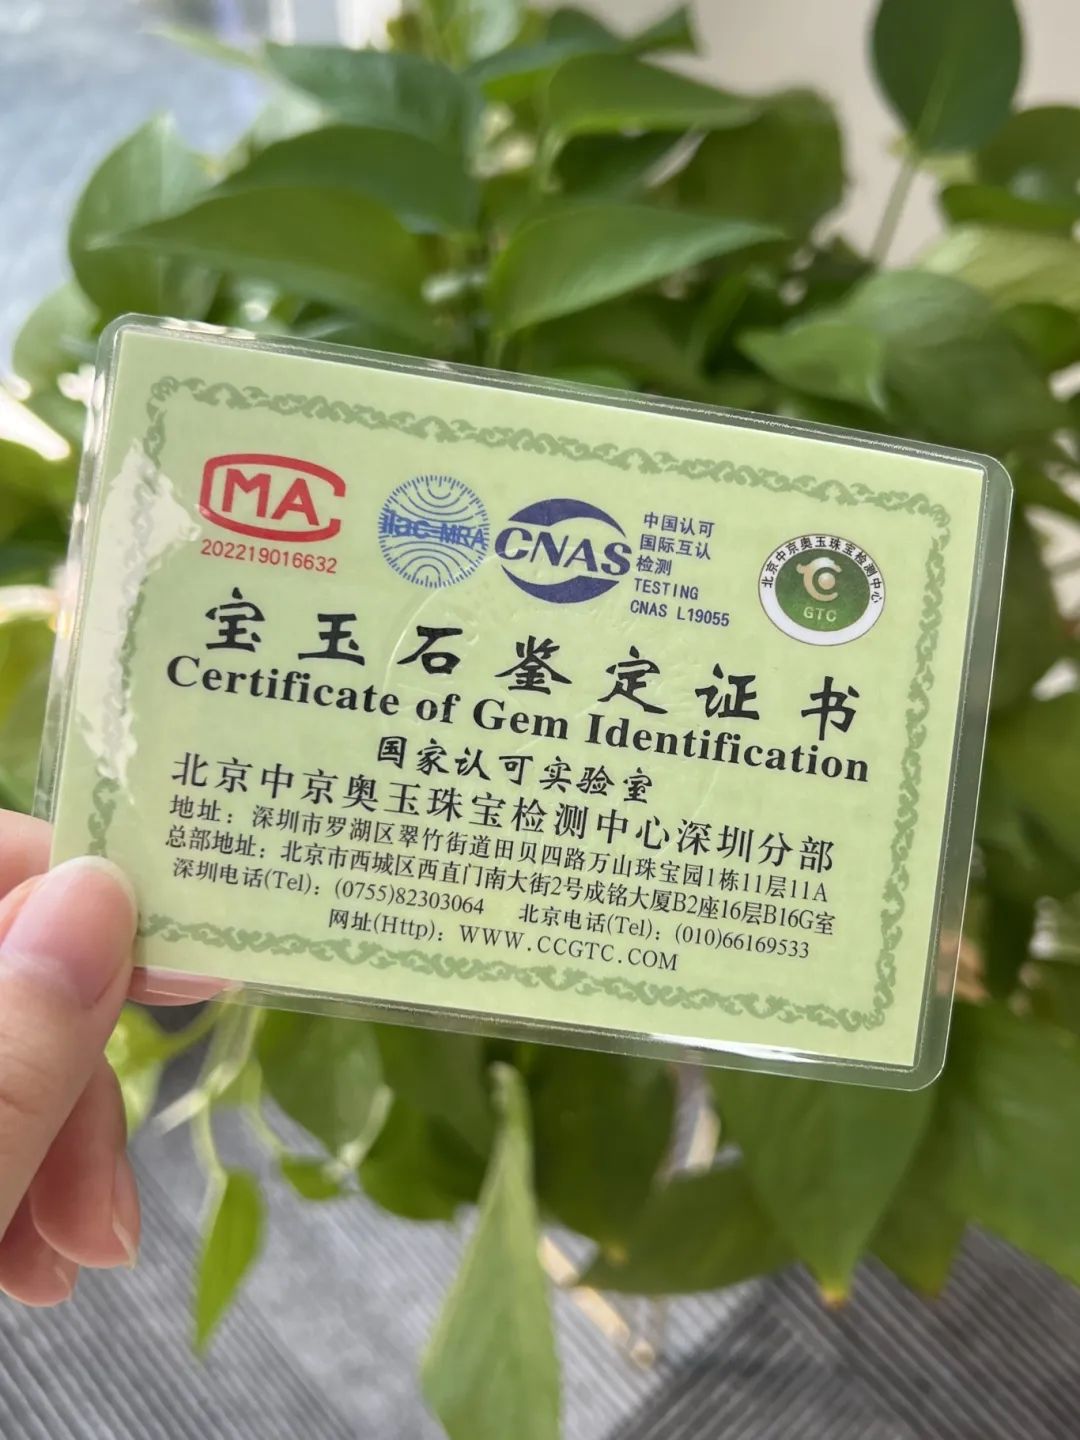 MA
202219016632
ilac-MRA
CNAS
中国认可
国际互认
检测
TESTING
CNAS L19055
北京中京奥玉珠宝检测中心
GTC
宝玉石鉴定证书
Certificate of Gem Identification
国家认可实验室
北京中京奥玉珠宝检测中心深圳分部
地址：深圳市罗湖区翠竹街道田贝四路万山珠宝园1栋11层11A
总部地址：北京市西城区西直门南大街2号成铭大厦B2座16层B16G室
深圳电话(Tel)：(0755)82303064 北京电话(Tel)：(010)66169533
网址(Http)：WWW.CCGTC.COM